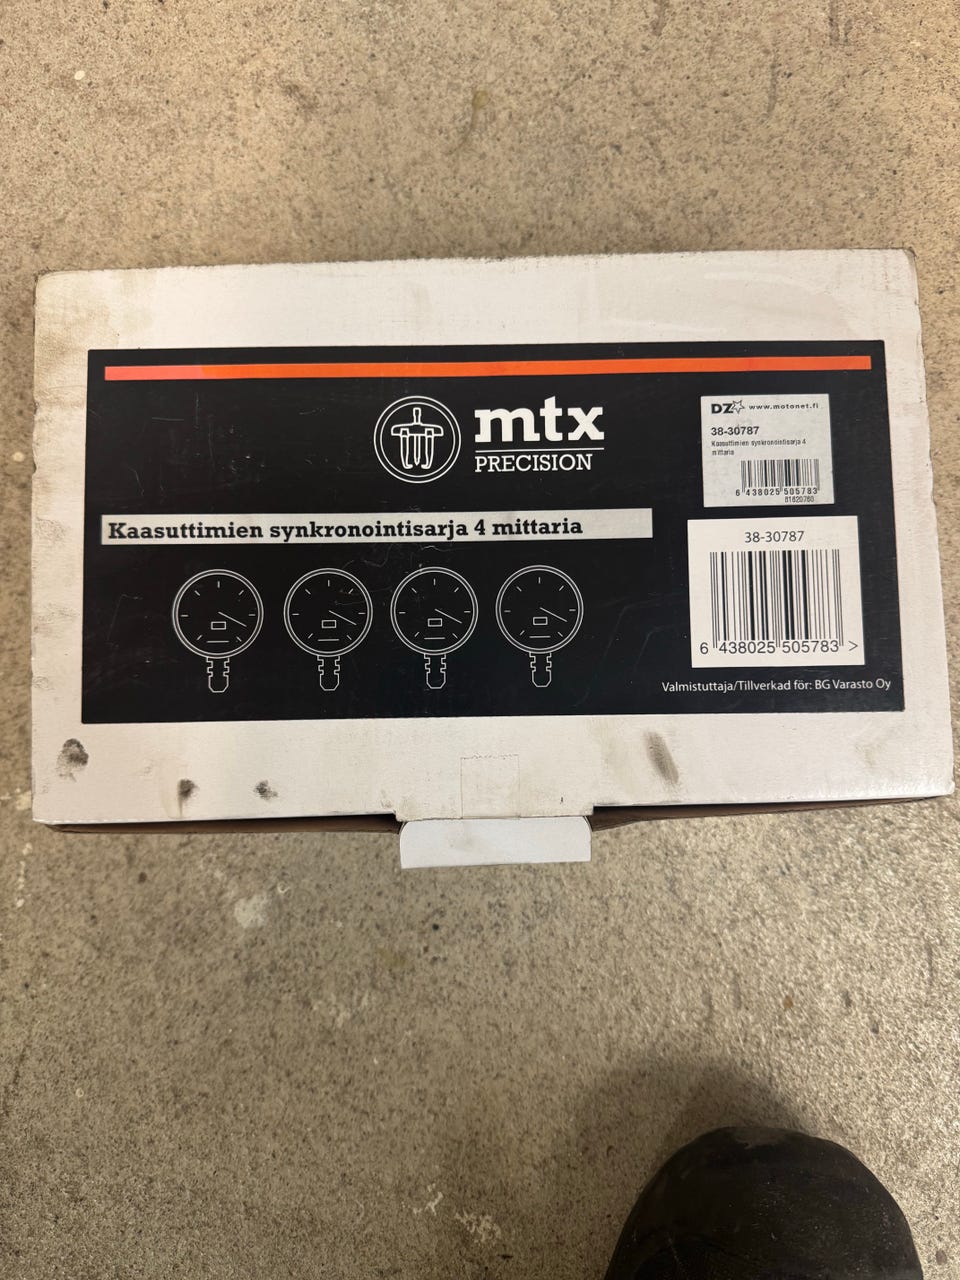 mtx
PRECISION
DZ www.motonet.fi
38-30787
Kaasuttimien synkronointisarja 4
mittaria
6 438025 505783
81620760
Kaasuttimien synkronointisarja 4 mittaria
38-30787
6 438025 505783 >
Valmistuttaja/Tillverkad för: BG Varasto Oy